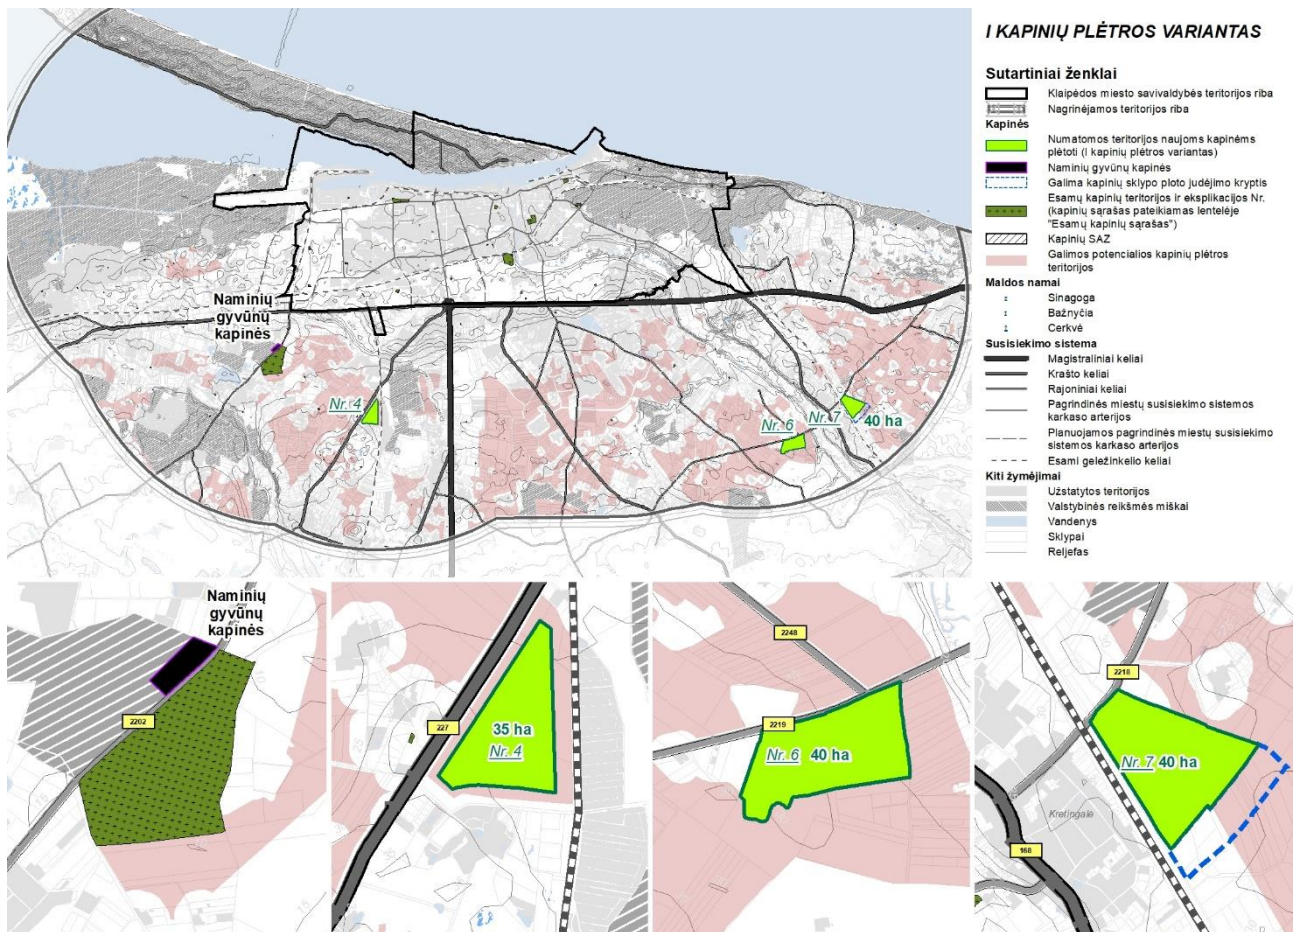 I KAPINIŲ PLĖTROS VARIANTAS
Sutartiniai ženklai
Klaipėdos miesto savivaldybės teritorijos riba
Nagrinėjamos teritorijos riba
Kapinės
Numatomos teritorijos naujoms kapinėms
plėtoti (I kapinių plėtros variantas)
Naminių gyvūnų kapinės
Galima kapinių sklypo ploto judėjimo kryptis
Esamų kapinių teritorijos ir eksplikacijos Nr.
(kapinių sąrašas pateikiamas lentelėje
"Esamų kapinių sąrašas")
Kapinių SAZ
Galimos potencialios kapinių plėtros
teritorijos
Maldos namai
Sinagoga
Bažnyčia
Cerkvė
Susisiekimo sistema
Magistraliniai keliai
Krašto keliai
Rajoniniai keliai
Pagrindinės miestų susisiekimo sistemos
karkaso arterijos
Planuojamos pagrindinės miestų susisiekimo
sistemos karkaso arterijos
Esami geležinkelio keliai
Kiti žymėjimai
Užstatytos teritorijos
Valstybinės reikšmės miškai
Vandenys
Sklypai
Reljefas
Naminių
gyvūnų
kapinės
Nr. 4
Nr. 6
Nr. 7
40 ha
Naminių
gyvūnų
kapinės
2202
227
35 ha
Nr. 4
2248
2219
Nr. 6 40 ha
2218
Nr. 7 40 ha
Kretingalė
168